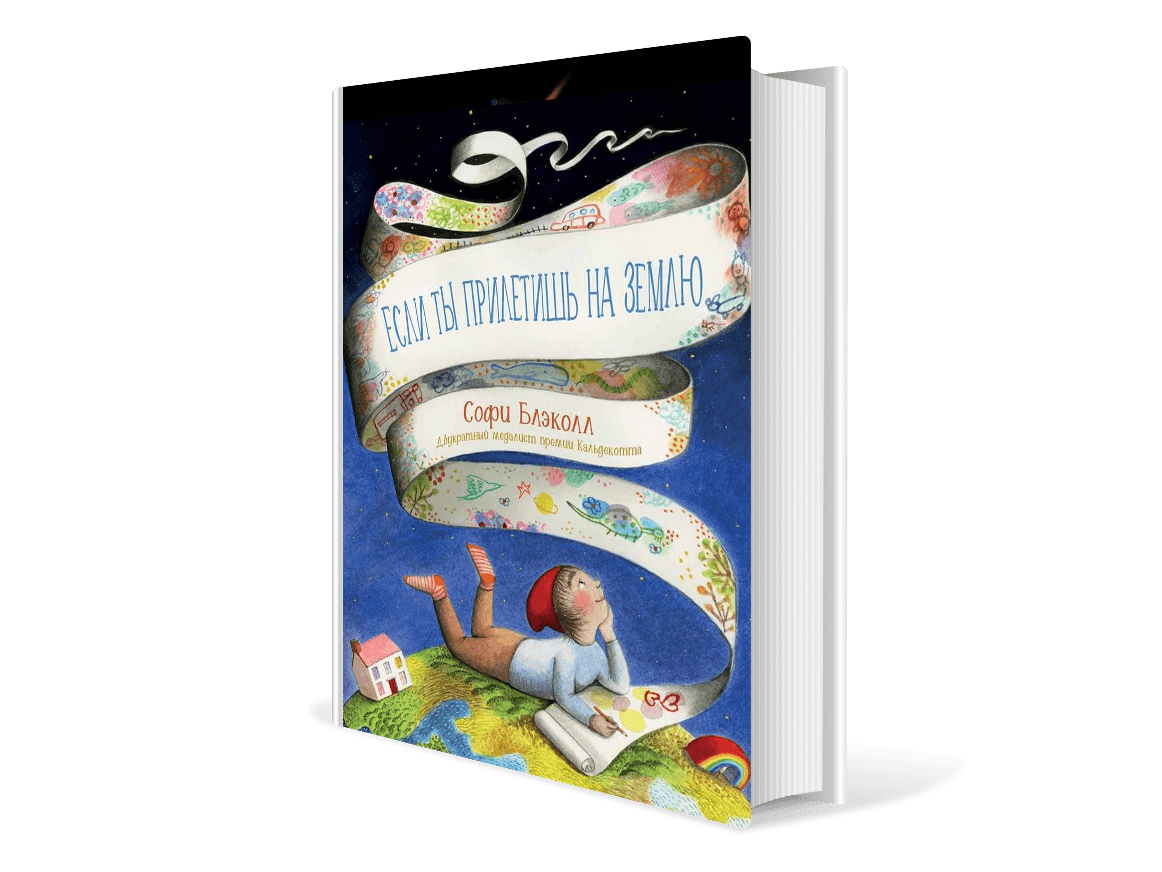 ЕСЛИ ТЫ ПРИЛЕТИШЬ НА ЗЕМЛЮ
Софи Блэколл
Двукратный медалист премии Кальдекотта